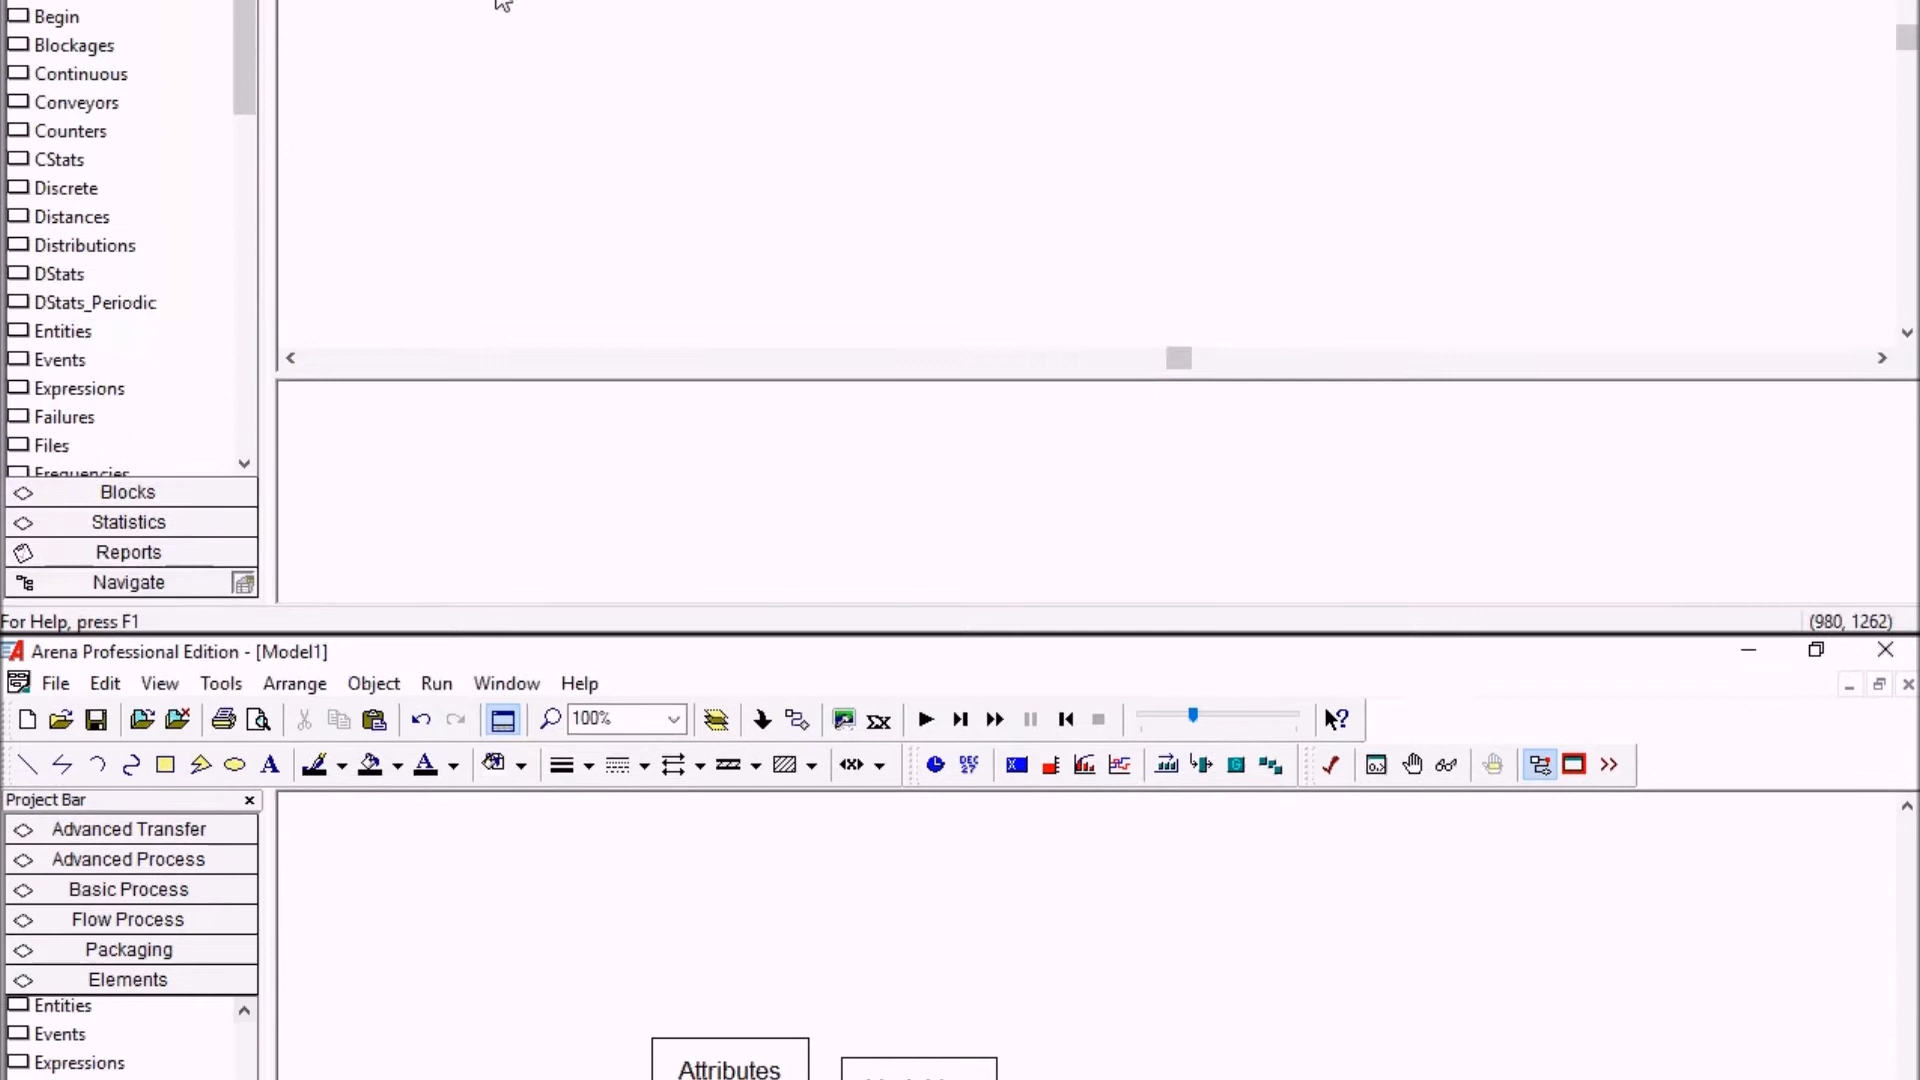 Begin
Blockages
Continuous
Conveyors
Counters
CStats
Discrete
Distances
Distributions
DStats
DStats_Periodic
Entities
Events
Expressions
Failures
Files
Frequencies
Blocks
Statistics
Reports
Navigate
For Help, press F1
(980, 1262)
Arena Professional Edition - [Model1]
File Edit View Tools Arrange Object Run Window Help
100%
Project Bar
Advanced Transfer
Advanced Process
Basic Process
Flow Process
Packaging
Elements
Entities
Events
Expressions
Attributes